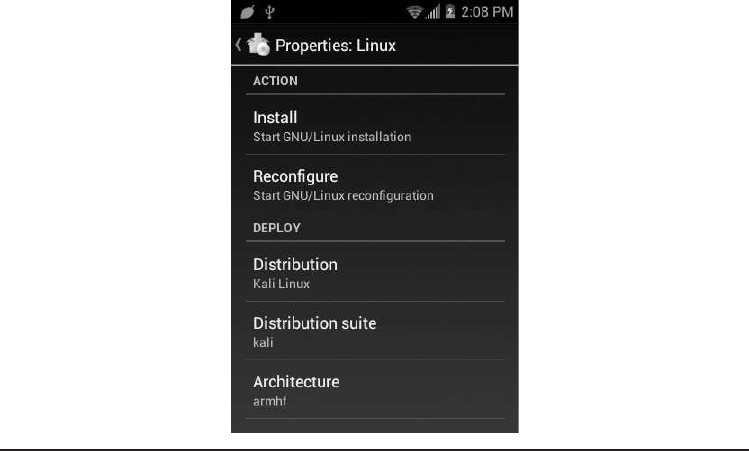 2:08 PM
Properties: Linux
ACTION
Install
Start GNU/Linux installation
Reconfigure
Start GNU/Linux reconfiguration
DEPLOY
Distribution
Kali Linux
Distribution suite
kali
Architecture
armhf